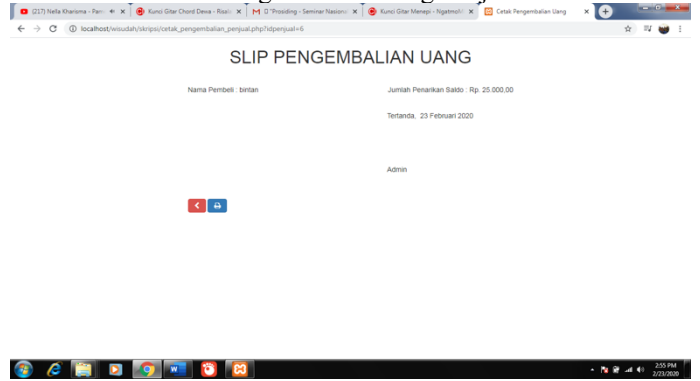 (217) Nella Kharisma - Pam
Kunci Gitar Chord Dewa - Risal
"Prosiding - Seminar Nasional
Kunci Gitar Menepi - Ngatmo
Cetak Pengembalian Uang
localhost/wisudah/skripsi/cetak_pengembalian_penjual.php?idpenjual=6
SLIP PENGEMBALIAN UANG
Nama Pembeli : bintan
Jumlah Penarikan Saldo : Rp. 25.000,00
Tertanda, 23 Februari 2020
Admin
2:55 PM
2/23/2020